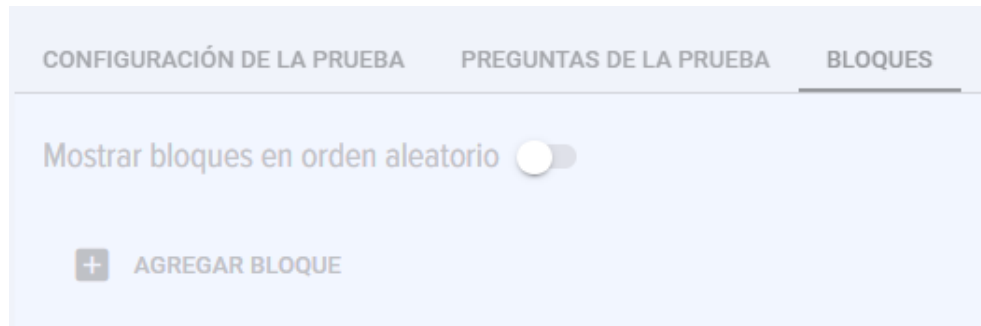 CONFIGURACIÓN DE LA PRUEBA PREGUNTAS DE LA PRUEBA BLOQUES
Mostrar bloques en orden aleatorio
AGREGAR BLOQUE